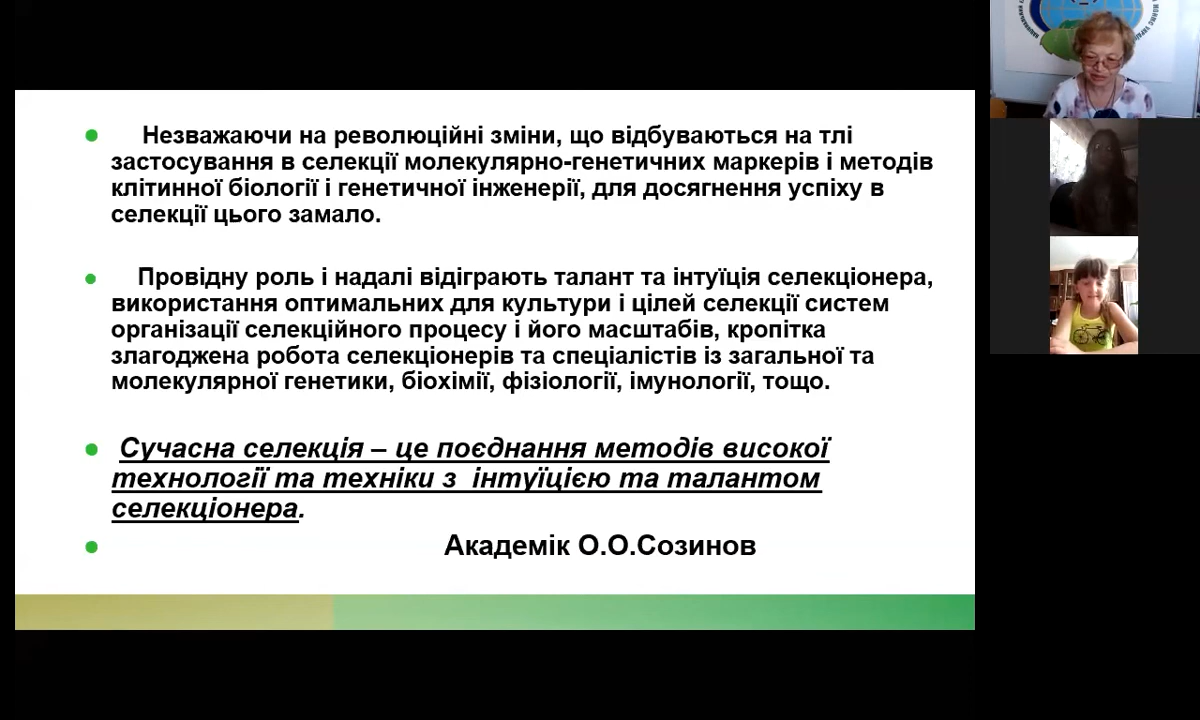 Незважаючи на революційні зміни, що відбуваються на тлі
застосування в селекції молекулярно-генетичних маркерів і методів
клітинної біології і генетичної інженерії, для досягнення успіху в
селекції цього замало.
Провідну роль і надалі відіграють талант та інтуїція селекціонера,
використання оптимальних для культури і цілей селекції систем
організації селекційного процесу і його масштабів, кропітка
злагоджена робота селекціонерів та спеціалістів із загальної та
молекулярної генетики, біохімії, фізіології, імунології, тощо.
Сучасна селекція – це поєднання методів високої
технології та техніки з інтуїцією та талантом
селекціонера.
Академік О.О.Созинов